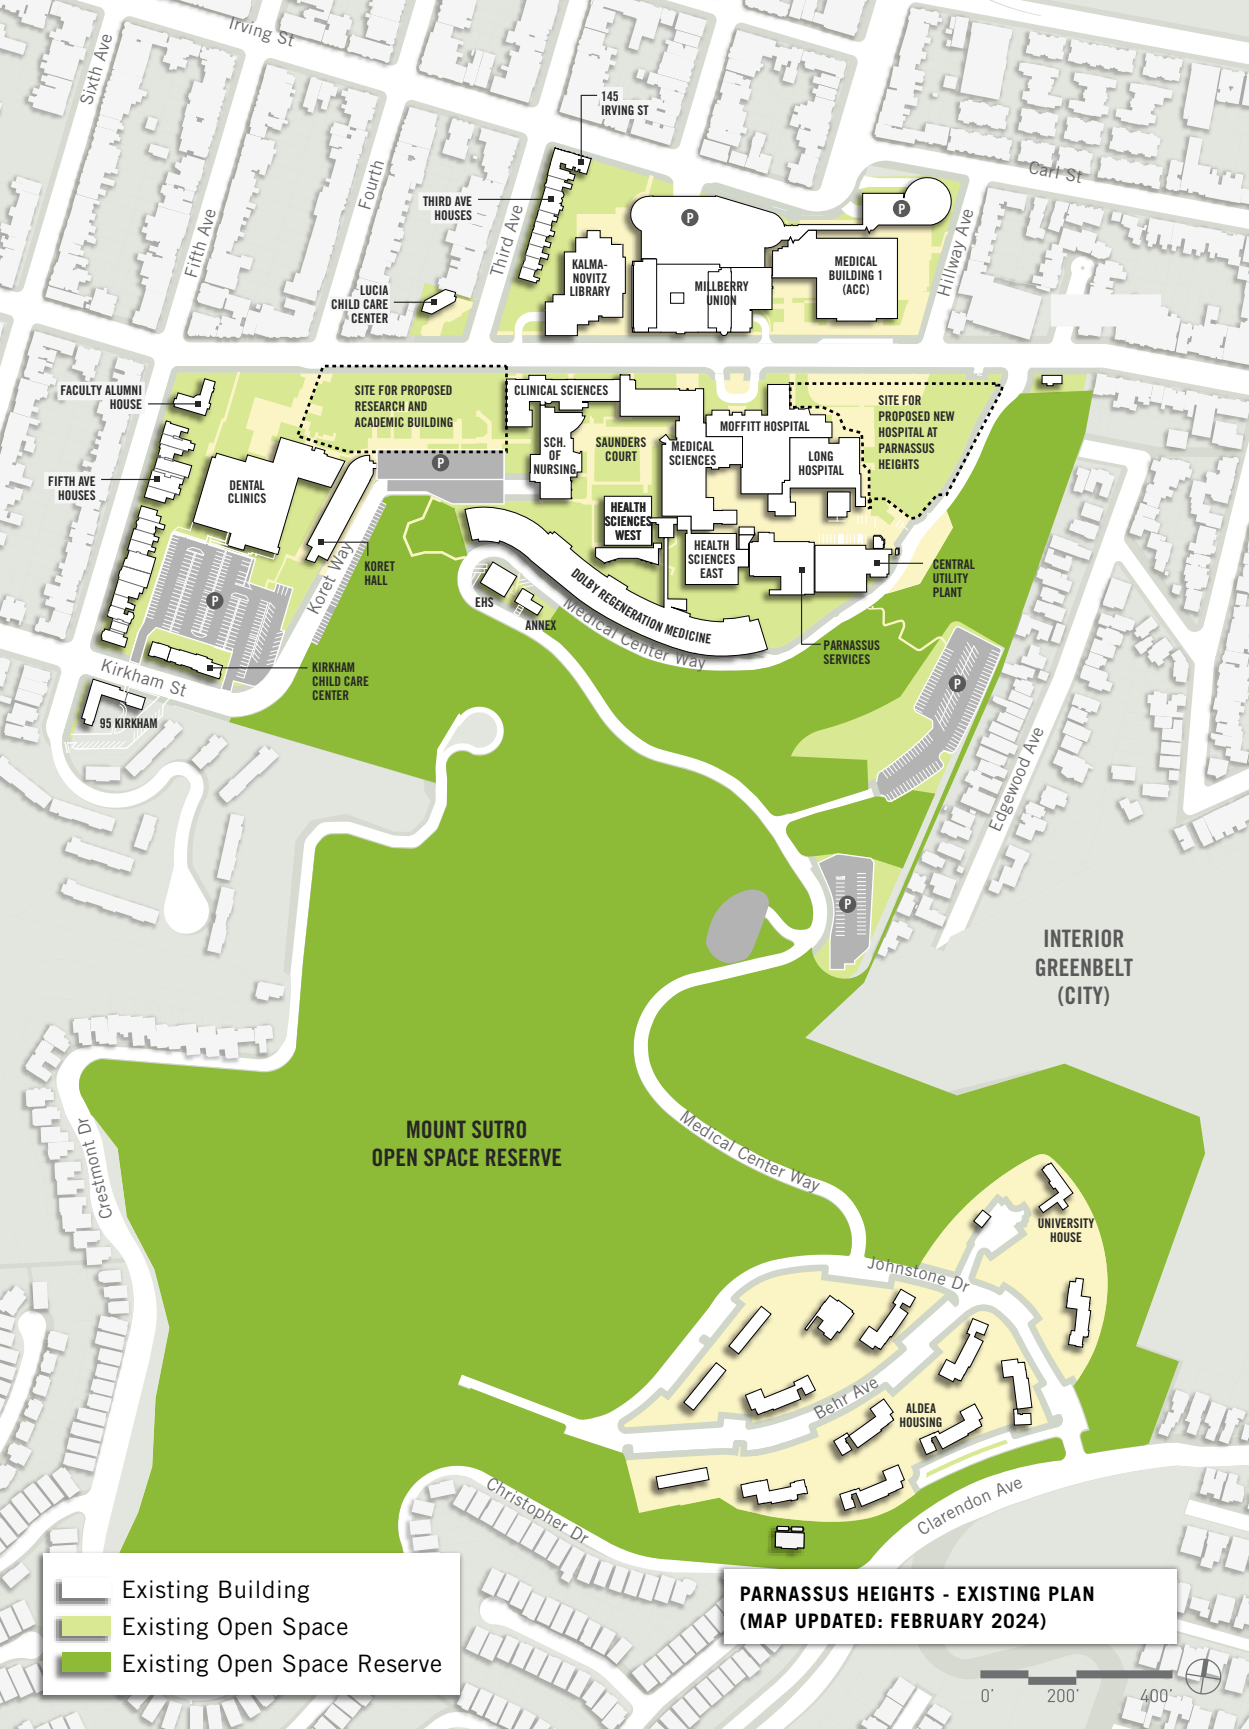 Irving St
Sixth Ave
145
IRVING ST
Fourth
Carl St
THIRD AVE
HOUSES
Fifth Ave
Third Ave
P
P
Hillway Ave
KALMA-
NOVITZ
LIBRARY
MEDICAL
BUILDING 1
(ACC)
MILLBERRY
UNION
LUCIA
CHILD CARE
CENTER
FACULTY ALUMNI
HOUSE
SITE FOR PROPOSED
RESEARCH AND
ACADEMIC BUILDING
CLINICAL SCIENCES
SITE FOR
PROPOSED NEW
HOSPITAL AT
PARNASSUS
HEIGHTS
MOFFITT HOSPITAL
SCH.
OF
NURSING
SAUNDERS
COURT
MEDICAL
SCIENCES
LONG
HOSPITAL
P
FIFTH AVE
HOUSES
DENTAL
CLINICS
HEALTH
SCIENCES
WEST
HEALTH
SCIENCES
EAST
KORET
HALL
Koret Way
CENTRAL
UTILITY
PLANT
DOLBY REGENERATION MEDICINE
EHS
ANNEX
Medical Center Way
P
PARNASSUS
SERVICES
Kirkham St
KIRKHAM
CHILD CARE
CENTER
P
95 KIRKHAM
Edgewood Ave
P
INTERIOR
GREENBELT
(CITY)
MOUNT SUTRO
OPEN SPACE RESERVE
Crestmont Dr
Medical Center Way
UNIVERSITY
HOUSE
Johnstone Dr
Behr Ave
ALDEA
HOUSING
Christopher Dr
Clarendon Ave
Existing Building
Existing Open Space
Existing Open Space Reserve
PARNASSUS HEIGHTS - EXISTING PLAN
(MAP UPDATED: FEBRUARY 2024)
0' 200' 400'